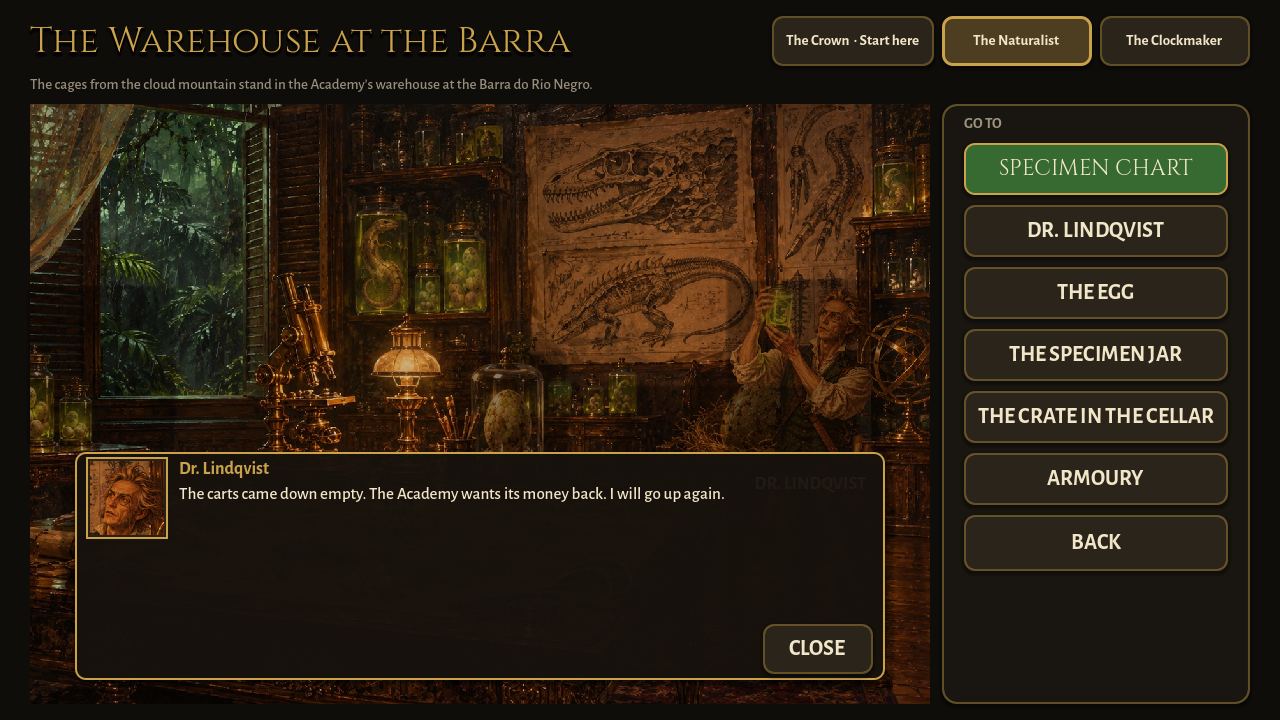 The Warehouse at the Barra
The Crown · Start here
The Naturalist
The Clockmaker
The cages from the cloud mountain stand in the Academy's warehouse at the Barra do Rio Negro.
GO TO
SPECIMEN CHART
DR. LINDQVIST
THE EGG
THE SPECIMEN JAR
THE CRATE IN THE CELLAR
ARMOURY
BACK
Dr. Lindqvist
The carts came down empty. The Academy wants its money back. I will go up again.
DR. LINDQVIST
CLOSE